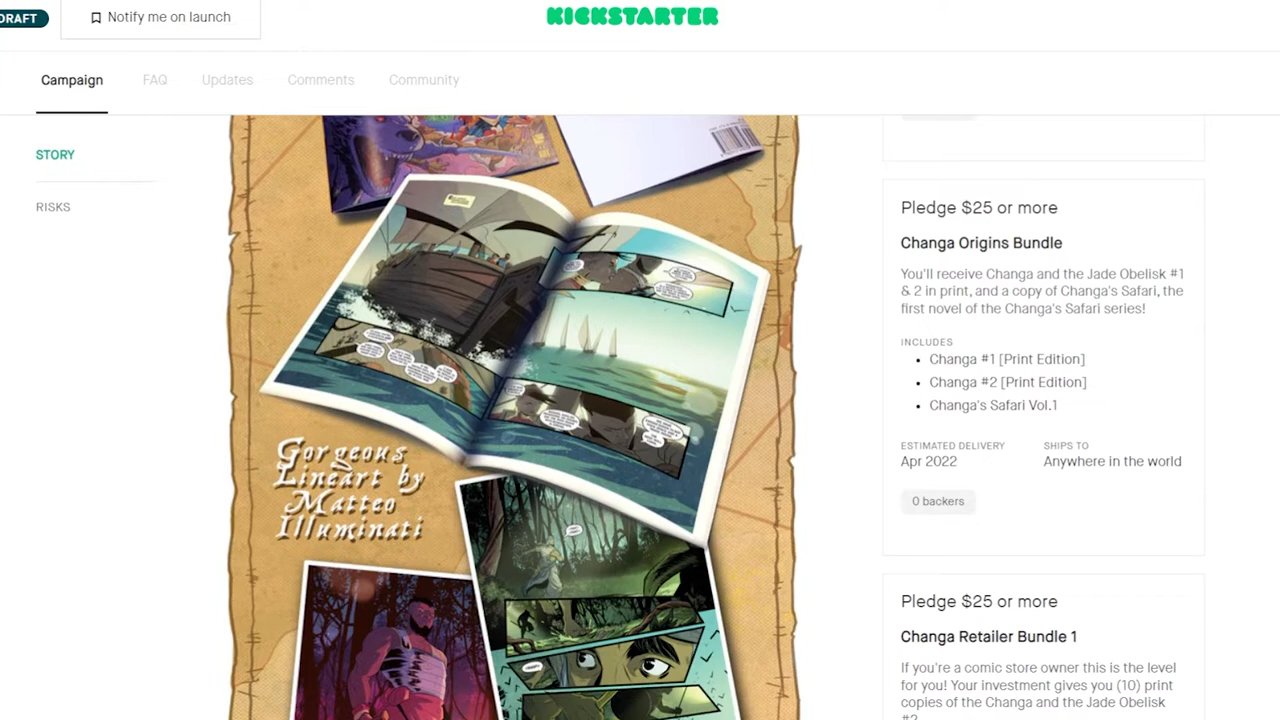 DRAFT
Notify me on launch
KICKSTARTER
Campaign
FAQ
Updates
Comments
Community
STORY
RISKS
Gorgeous
Lineart by
Matteo
Illuminati
Pledge $25 or more
Changa Origins Bundle
You'll receive Changa and the Jade Obelisk #1
& 2 in print, and a copy of Changa's Safari, the
first novel of the Changa's Safari series!
INCLUDES
Changa #1 [Print Edition]
Changa #2 [Print Edition]
Changa's Safari Vol.1
ESTIMATED DELIVERY
SHIPS TO
Apr 2022
Anywhere in the world
0 backers
Pledge $25 or more
Changa Retailer Bundle 1
If you're a comic store owner this is the level
for you! Your investment gives you (10) print
copies of the Changa and the Jade Obelisk
#2